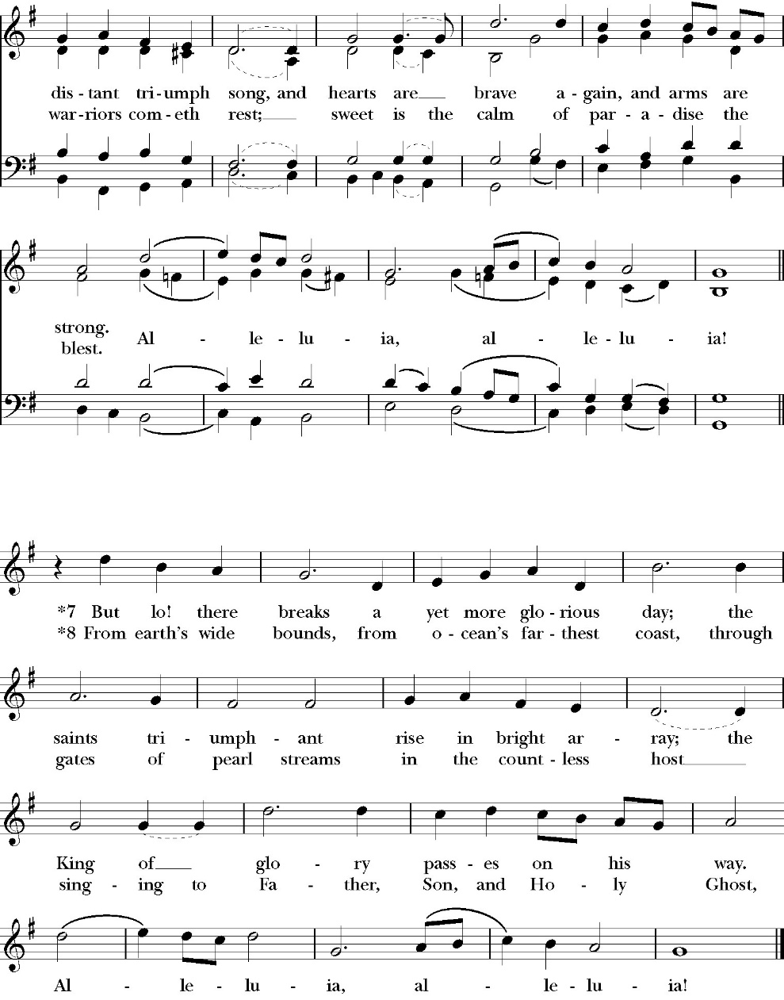 dis - tant tri - umph song, and hearts are brave a - gain, and arms are
war - riors com - eth rest; sweet is the calm of par - a - dise the
strong. Al - le - lu - ia, al - le - lu - ia!
blest.
*7 But lo! there breaks a yet more glo - rious day; the
*8 From earth's wide bounds, from o - cean's far - thest coast, through
saints tri - umph - ant rise in bright ar - ray; the
gates of pearl streams in the count - less host
King of glo - ry pass - es on his way.
sing - ing to Fa - ther, Son, and Ho - ly Ghost,
Al - le - lu - ia, al - le - lu - ia!